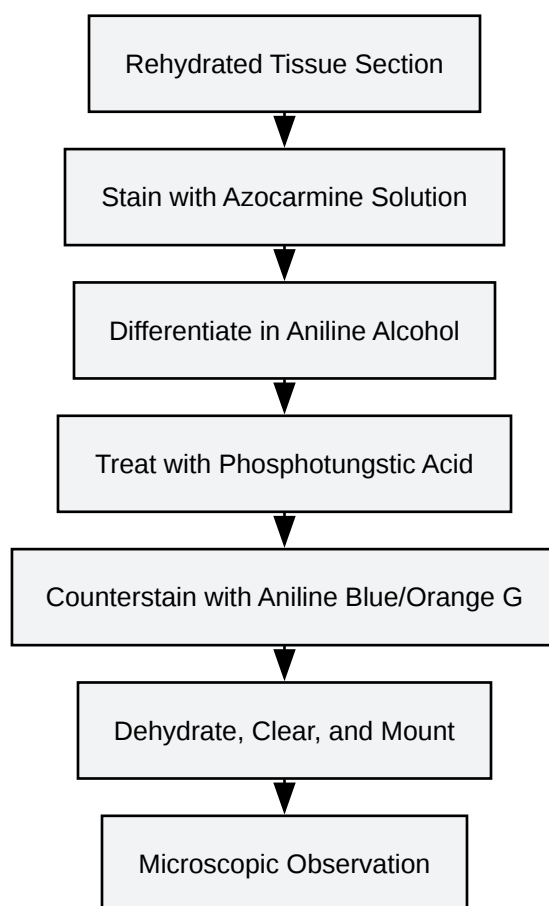 Rehydrated Tissue Section
Stain with Azocarmine Solution
Differentiate in Aniline Alcohol
Treat with Phosphotungstic Acid
Counterstain with Aniline Blue/Orange G
Dehydrate, Clear, and Mount
Microscopic Observation